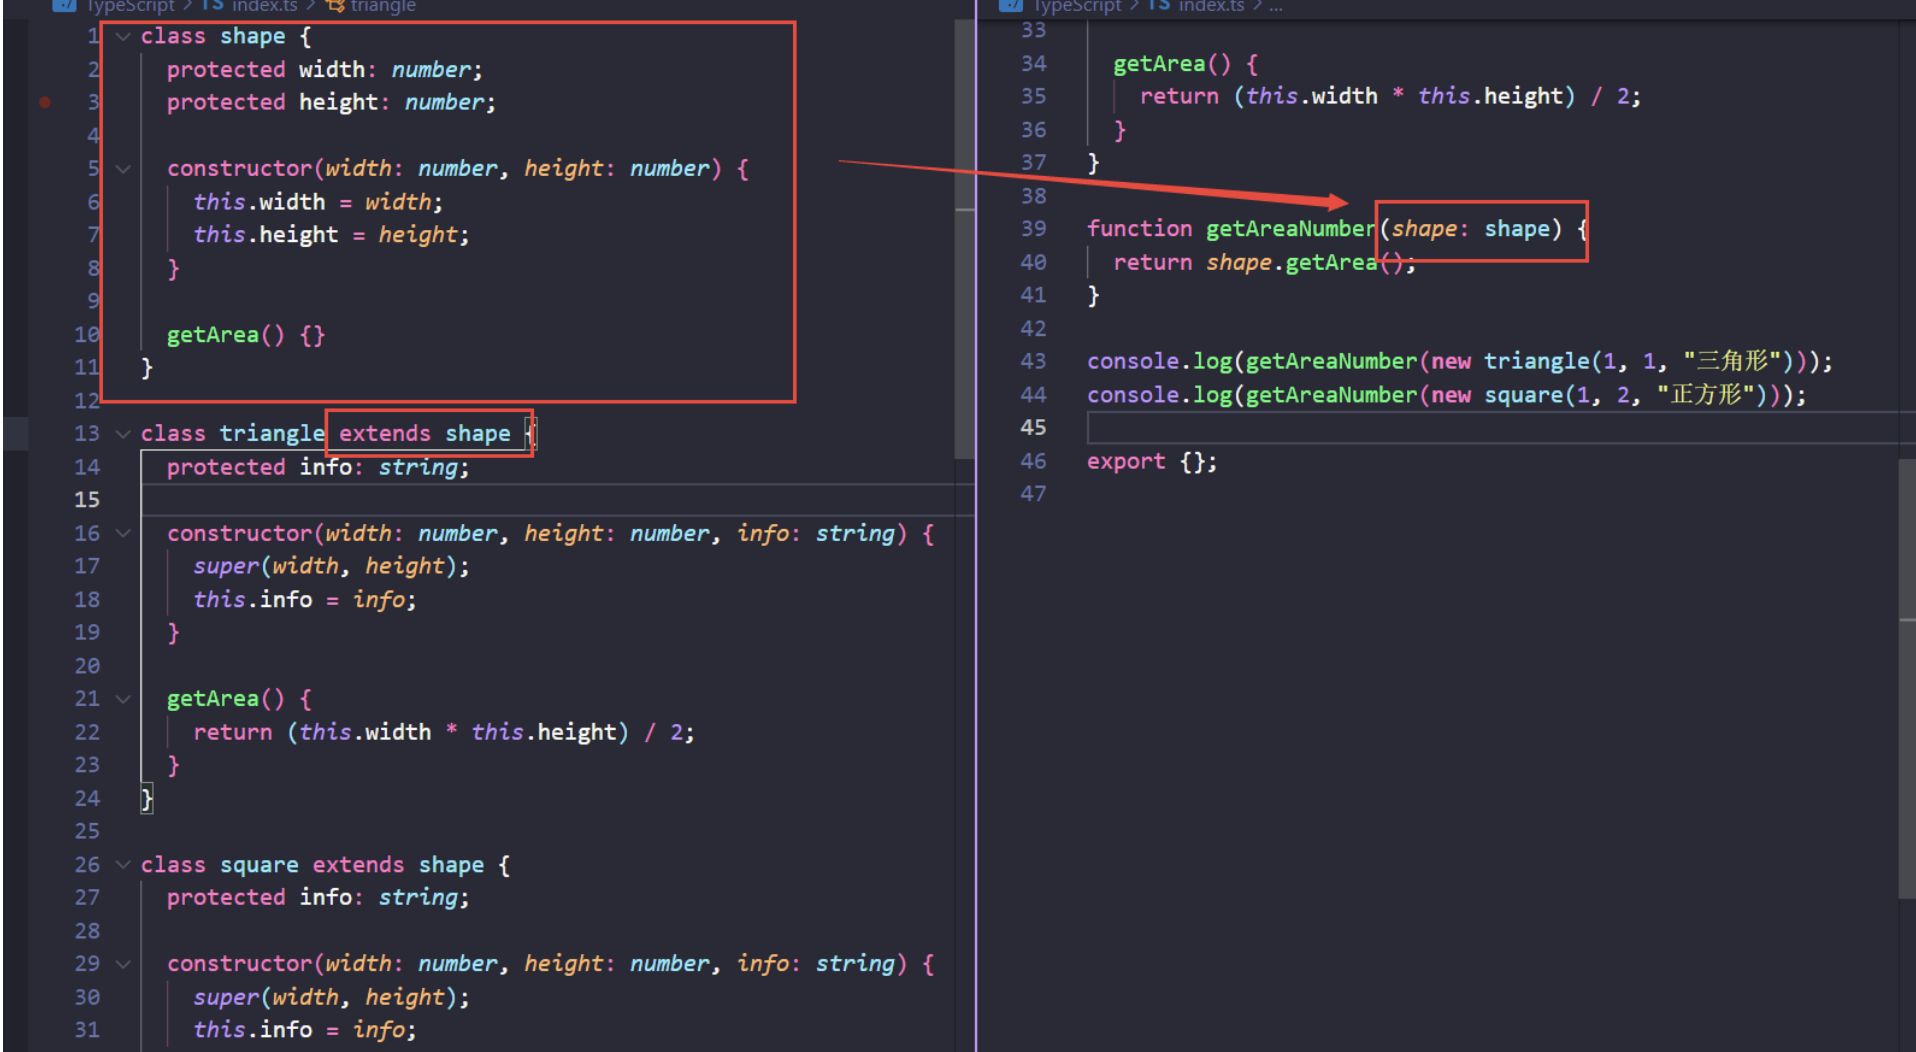 TypeScript > TS index.ts > triangle
1 class shape {
2   protected width: number;
3   protected height: number;
4
5   constructor(width: number, height: number) {
6     this.width = width;
7     this.height = height;
8   }
9
10   getArea() {}
11 }
12
13 class triangle extends shape {
14   protected info: string;
15
16   constructor(width: number, height: number, info: string) {
17     super(width, height);
18     this.info = info;
19   }
20
21   getArea() {
22     return (this.width * this.height) / 2;
23   }
24 }
25
26 class square extends shape {
27   protected info: string;
28
29   constructor(width: number, height: number, info: string) {
30     super(width, height);
31     this.info = info;
TypeScript > TS index.ts > ...
33
34   getArea() {
35     return (this.width * this.height) / 2;
36   }
37 }
38
39 function getAreaNumber(shape: shape) {
40   return shape.getArea();
41 }
42
43 console.log(getAreaNumber(new triangle(1, 1, "三角形")));
44 console.log(getAreaNumber(new square(1, 2, "正方形")));
45
46 export {};
47